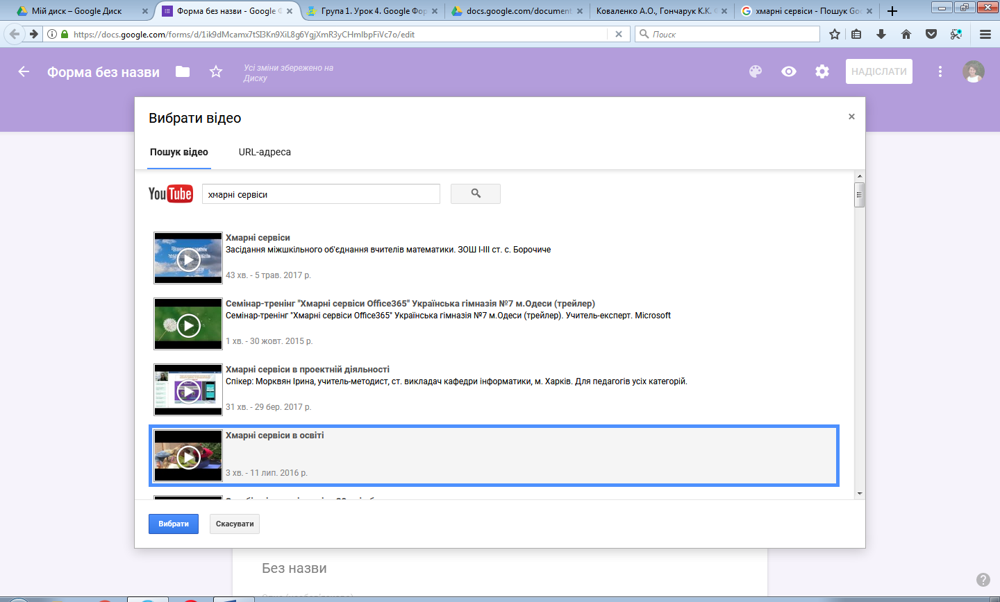 Мій диск – Google Диск
Форма без назви - Google Ф
Група 1. Урок 4. Google Фор
docs.google.com/document
Коваленко А.О., Гончарук К.К. Ф
хмарні сервіси - Пошук Goo
https://docs.google.com/forms/d/1ik9dMcamx7tSI3Kn9XiL8g6YgjXmR3yCHmIbpFiVc7o/edit
Поиск
Форма без назви
Усі зміни збережено на
Диску
НАДІСЛАТИ
Вибрати відео
Пошук відео
URL-адреса
YouTube
хмарні сервіси
Хмарні сервіси
Засідання міжшкільного об'єднання вчителів математики. ЗОШ І-ІІІ ст. с. Борочиче
43 хв. - 5 трав. 2017 р.
Семінар-тренінг "Хмарні сервіси Office365" Українська гімназія №7 м.Одеси (трейлер)
Семінар-тренінг "Хмарні сервіси Office365" Українська гімназія №7 м.Одеси (трейлер). Учитель-експерт. Microsoft
1 хв. - 30 жовт. 2015 р.
Хмарні сервіси в проектній діяльності
Спікер: Морквян Ірина, учитель-методист, ст. викладач кафедри інформатики, м. Харків. Для педагогів усіх категорій.
31 хв. - 29 бер. 2017 р.
Хмарні сервіси в освіті
3 хв. - 11 лип. 2016 р.
Вибрати
Скасувати
Без назви